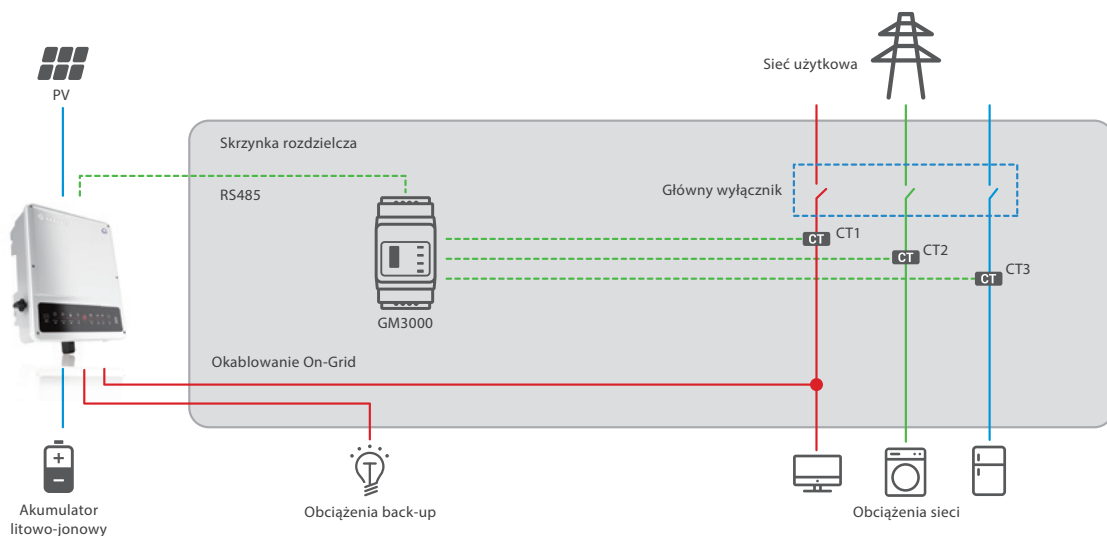 Sieć użytkowa
PV
Skrzynka rozdzielcza
RS485
Główny wyłącznik
CT
CT1
CT
CT2
CT
CT3
GM3000
Okablowanie On-Grid
Akumulator
litowo-jonowy
Obciążenia back-up
Obciążenia sieci